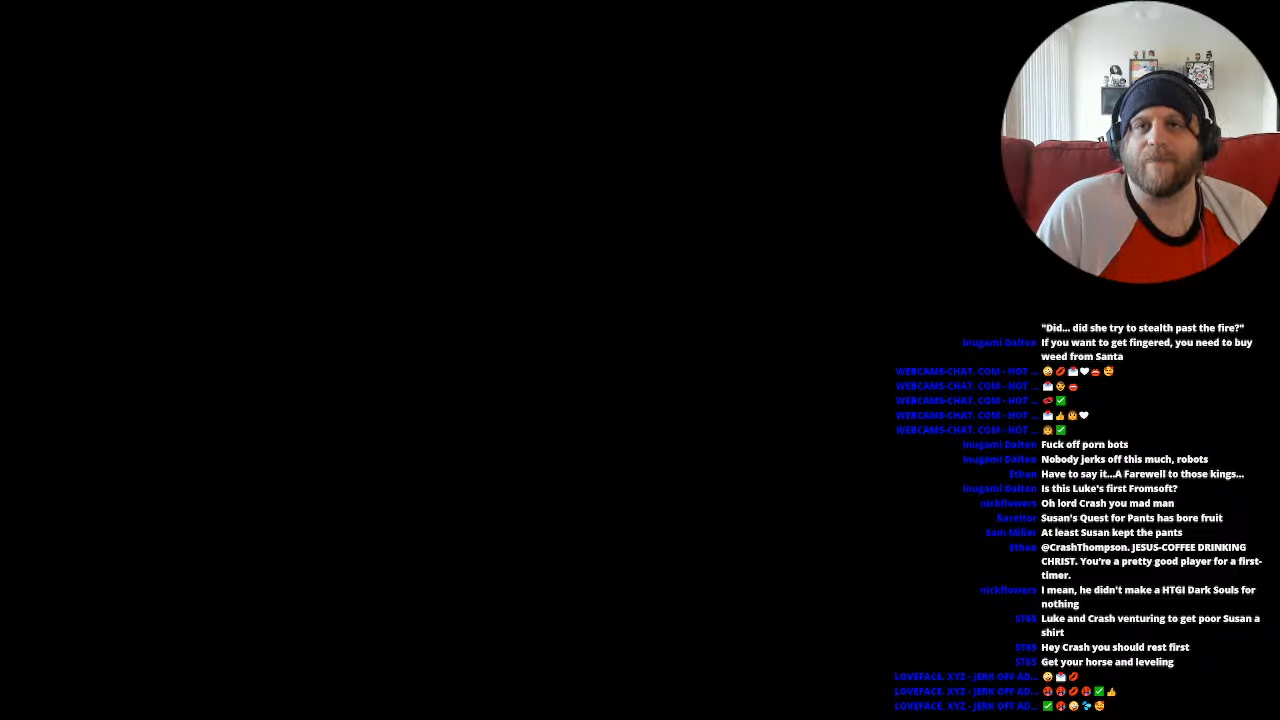 "Did... did she try to stealth past the fire?"
Inugami Dalton If you want to get fingered, you need to buy
weed from Santa
WEBCAMS-CHAT. COM - HOT ... 
WEBCAMS-CHAT. COM - HOT ... 
WEBCAMS-CHAT. COM - HOT ... 
WEBCAMS-CHAT. COM - HOT ... 
WEBCAMS-CHAT. COM - HOT ... 
Inugami Dalton Fuck off porn bots
Inugami Dalton Nobody jerks off this much, robots
Ethan Have to say it...A Farewell to those kings...
Inugami Dalton Is this Luke's first Fromsoft?
nickflowers Oh lord Crash you mad man
Susan's Quest for Pants has bore fruit
Sam Miller At least Susan kept the pants
Ethan @CrashThompson. JESUS-COFFEE DRINKING
CHRIST. You're a pretty good player for a first-
timer.
nickflowers I mean, he didn't make a HTGI Dark Souls for
nothing
ST65 Luke and Crash venturing to get poor Susan a
shirt
ST65 Hey Crash you should rest first
ST65 Get your horse and leveling
LOVEFACE. XYZ - JERK OFF AD...
LOVEFACE. XYZ - JERK OFF AD...
LOVEFACE. XYZ - JERK OFF AD...